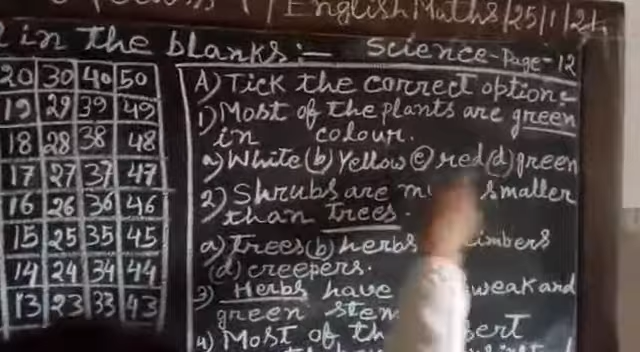 English Maths/25/1/21
in the blanks:—
20 30 40 50
19 29 39 49
18 28 38 48
17 27 37 47
16 26 36 46
15 25 35 45
14 24 34 44
13 23 33 43
Science-Page-12
A) Tick the correct option:-
1) Most of the plants are green
in colour.
a) White (b) Yellow (c) red (d) green
2) Shrubs are smaller
than trees.
a) Trees (b) herbs
(d) creepers.
3) Herbs have weak and
green
4) Most of